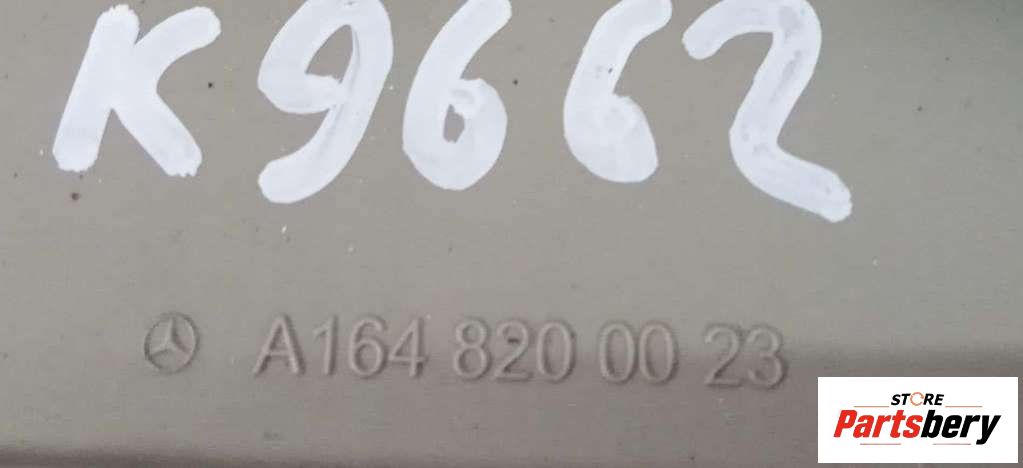 K9662
A164 820 00 23
STORE
Partsbery